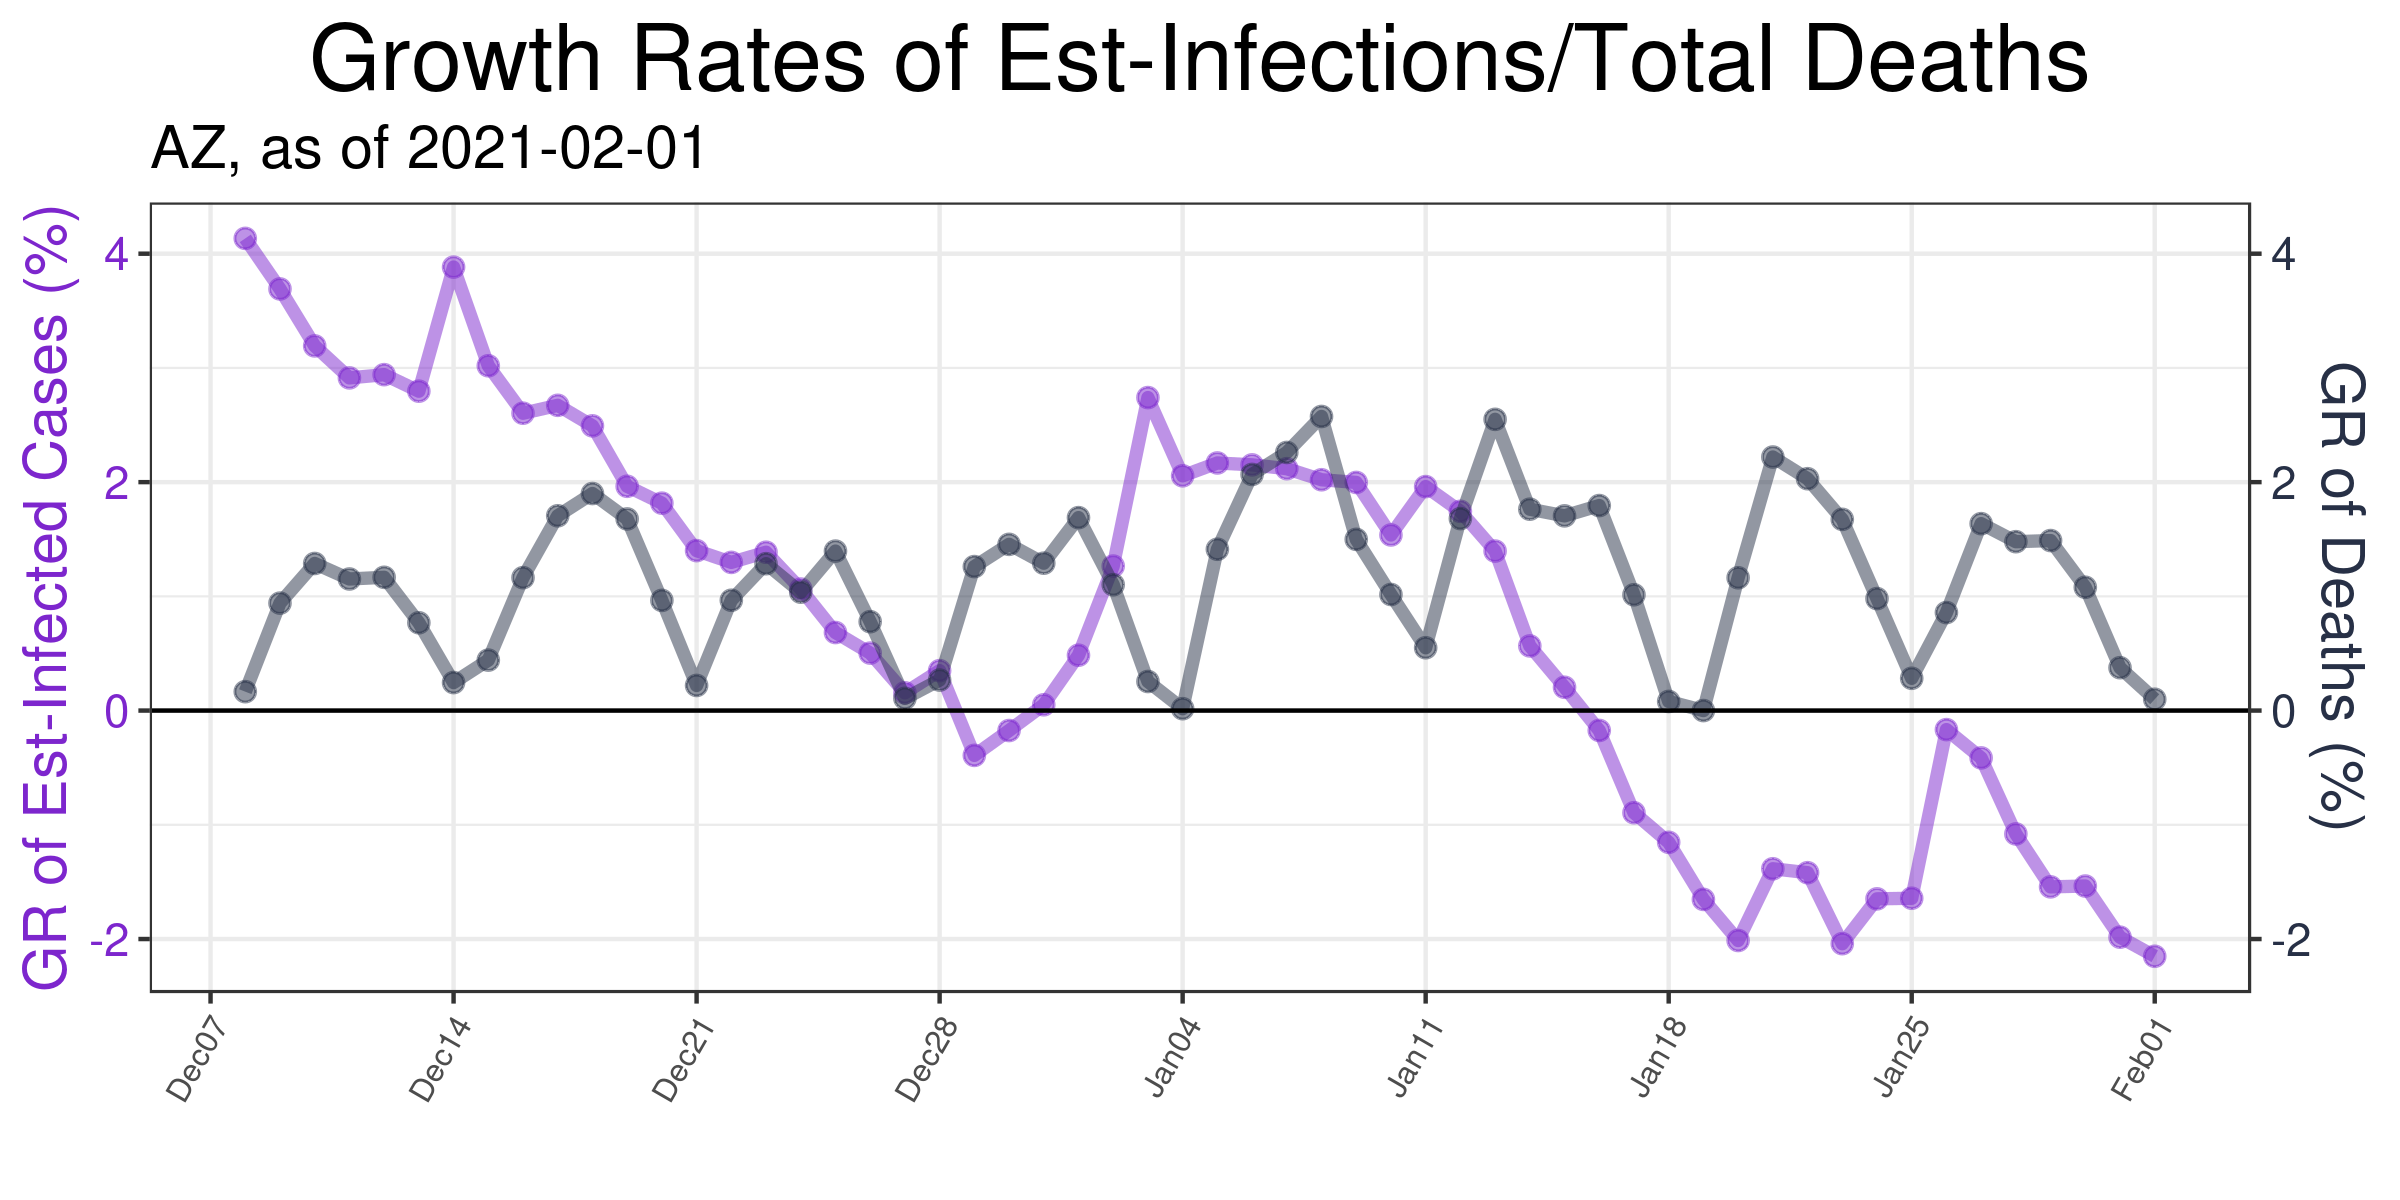 Growth Rates of Est-Infections/Total Deaths
AZ, as of 2021-02-01
GR of Est-Infected Cases (%)
4
2
0
-2
4
2
0
-2
GR of Deaths (%)
Dec07
Dec14
Dec21
Dec28
Jan04
Jan11
Jan18
Jan25
Feb01